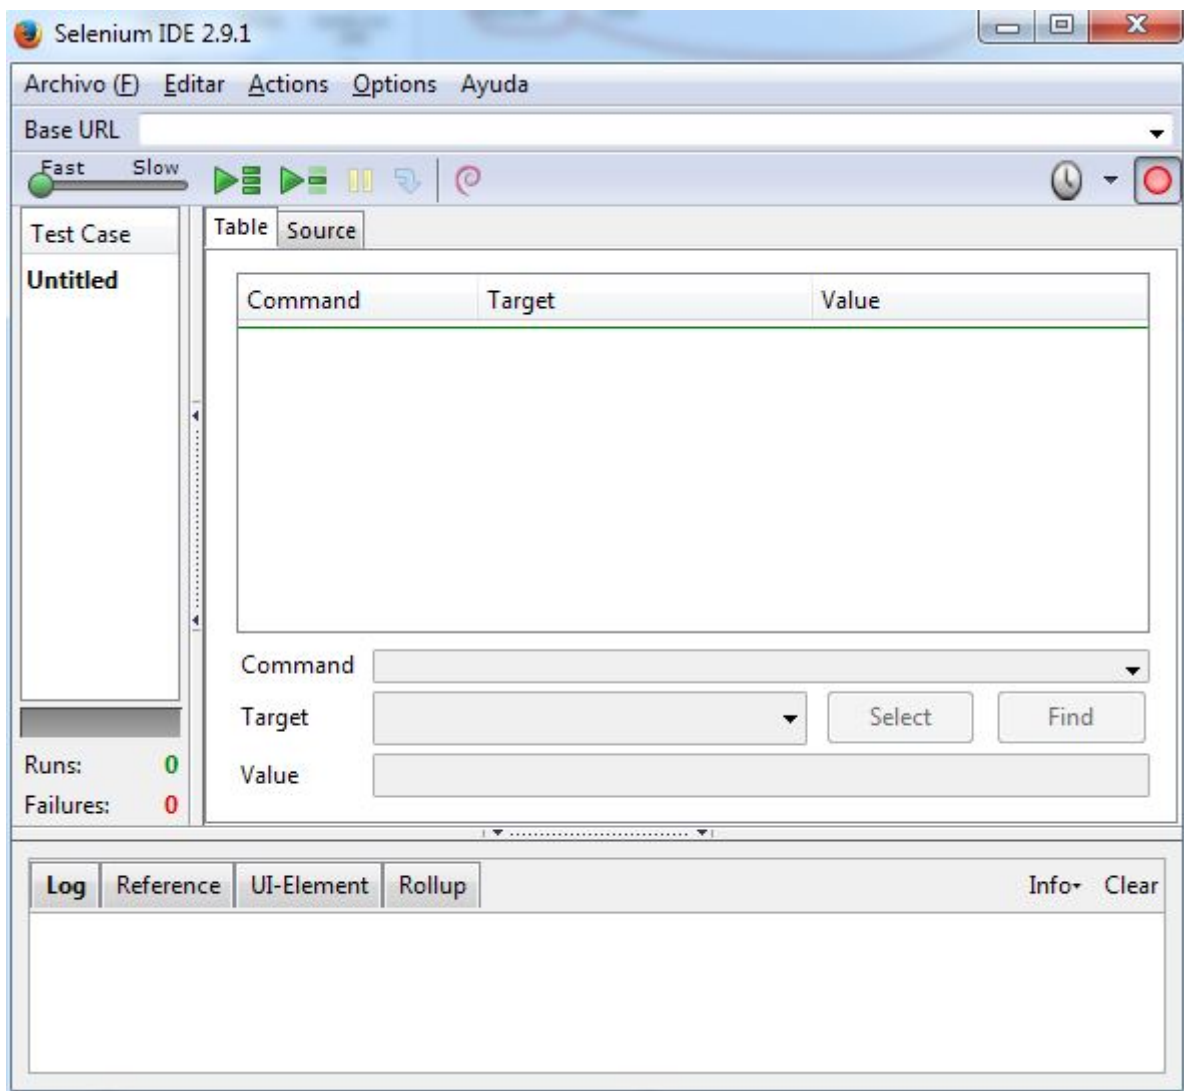 Selenium IDE 2.9.1
Archivo (F) Editar Actions Options Ayuda
Base URL
Fast Slow
Test Case
Untitled
Table Source
Command Target Value
Command
Target Select Find
Value
Runs: 0
Failures: 0
Log Reference UI-Element Rollup Info Clear